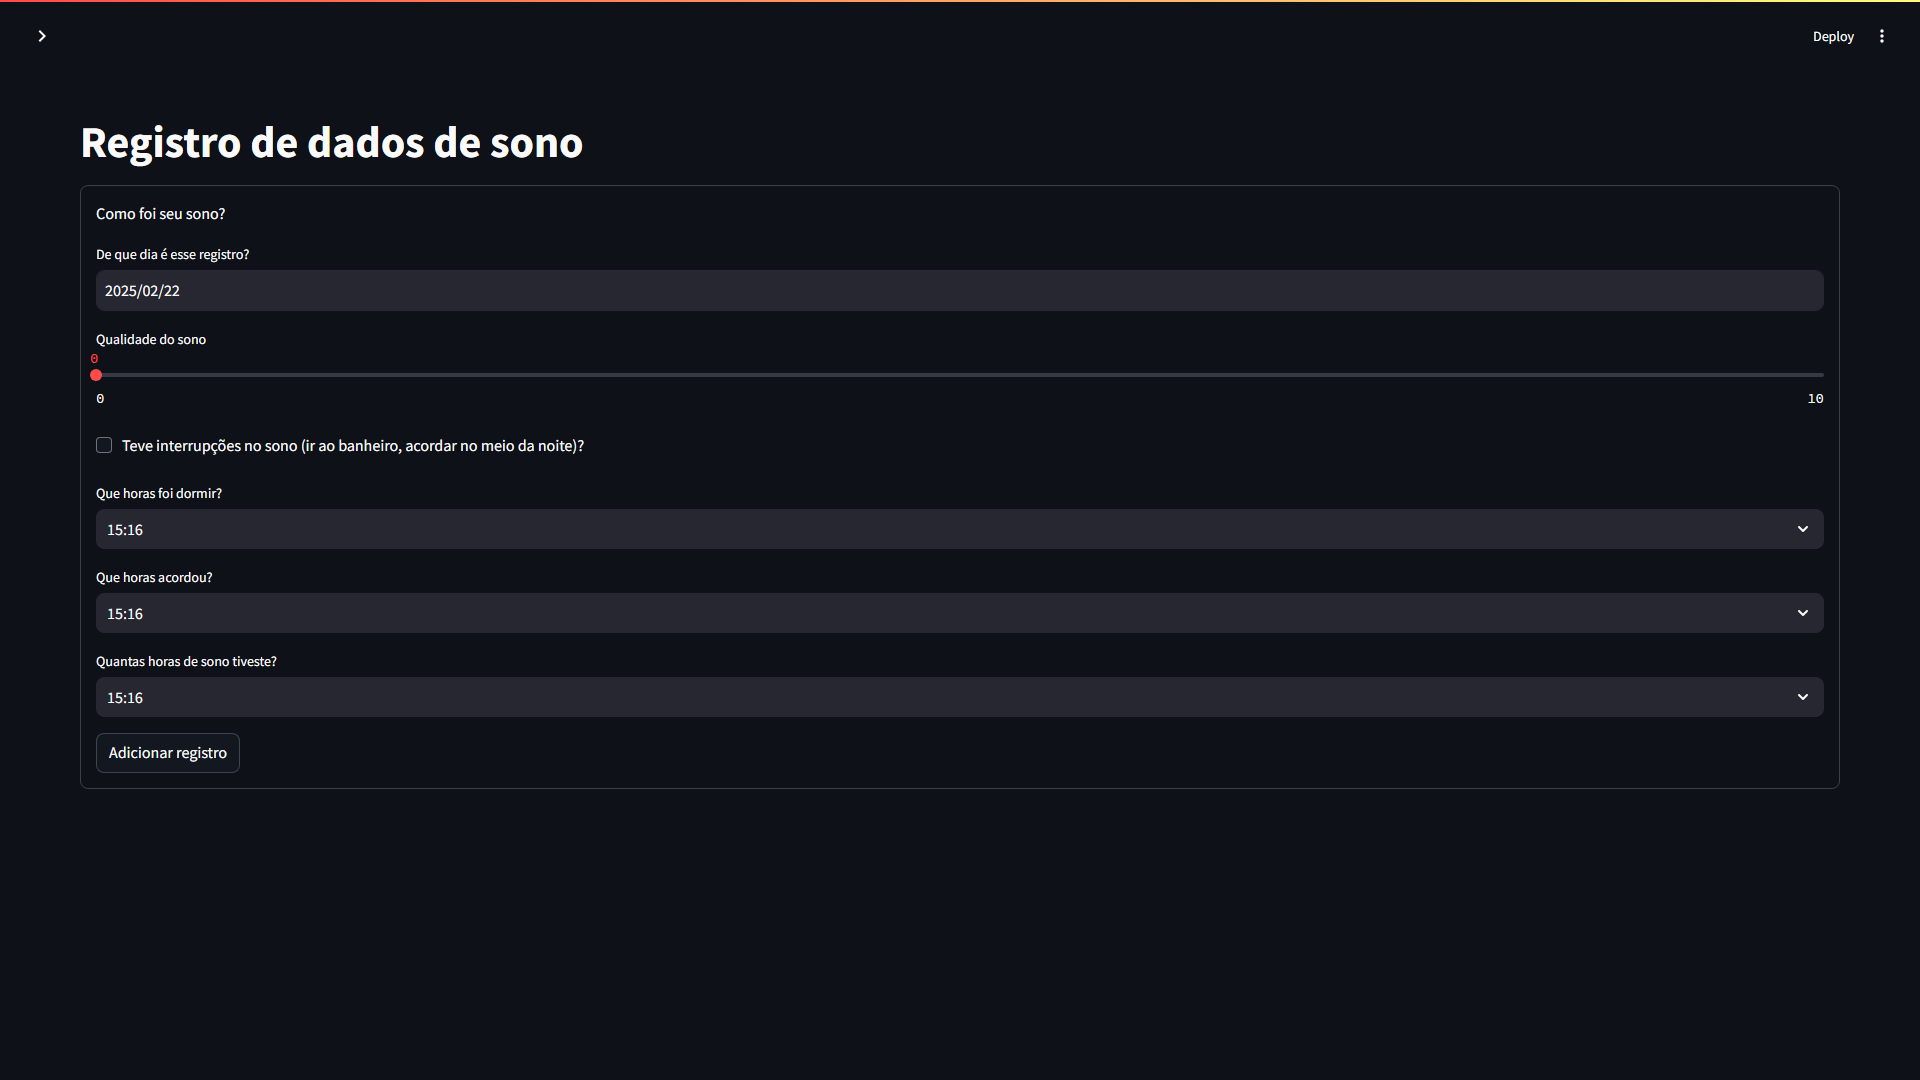 Deploy
Registro de dados de sono
Como foi seu sono?
De que dia é esse registro?
2025/02/22
Qualidade do sono
0
0 10
Teve interrupções no sono (ir ao banheiro, acordar no meio da noite)?
Que horas foi dormir?
15:16
Que horas acordou?
15:16
Quantas horas de sono tiveste?
15:16
Adicionar registro